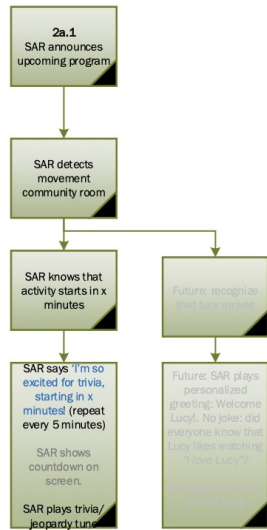 2a.1
SAR announces
upcoming program
SAR detects
movement
community room
SAR knows that
activity starts in x
minutes
Future: recognize
that lucy arrived
SAR says 'I'm so
excited for trivia,
starting in x
minutes! (repeat
every 5 minutes)
SAR shows
countdown on
screen.
SAR plays trivia/
jeopardy tune
Future: SAR plays
personalized
greeting: Welcome
Lucy!. No joke: did
everyone know that
Lucy likes watching
"I love Lucy"?